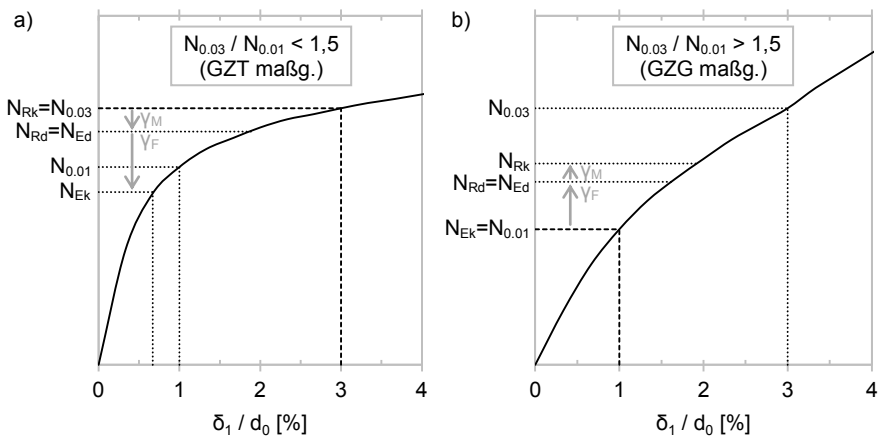 a)
N0.03 / N0.01 < 1,5
(GZT maßg.)
NRk=N0.03
γM
NRd=NEd
γF
N0.01
NEk
0 1 2 3 4
δ1 / d0 [%]
b)
N0.03 / N0.01 > 1,5
(GZG maßg.)
N0.03
NRk
γM
NRd=NEd
γF
NEk=N0.01
0 1 2 3 4
δ1 / d0 [%]